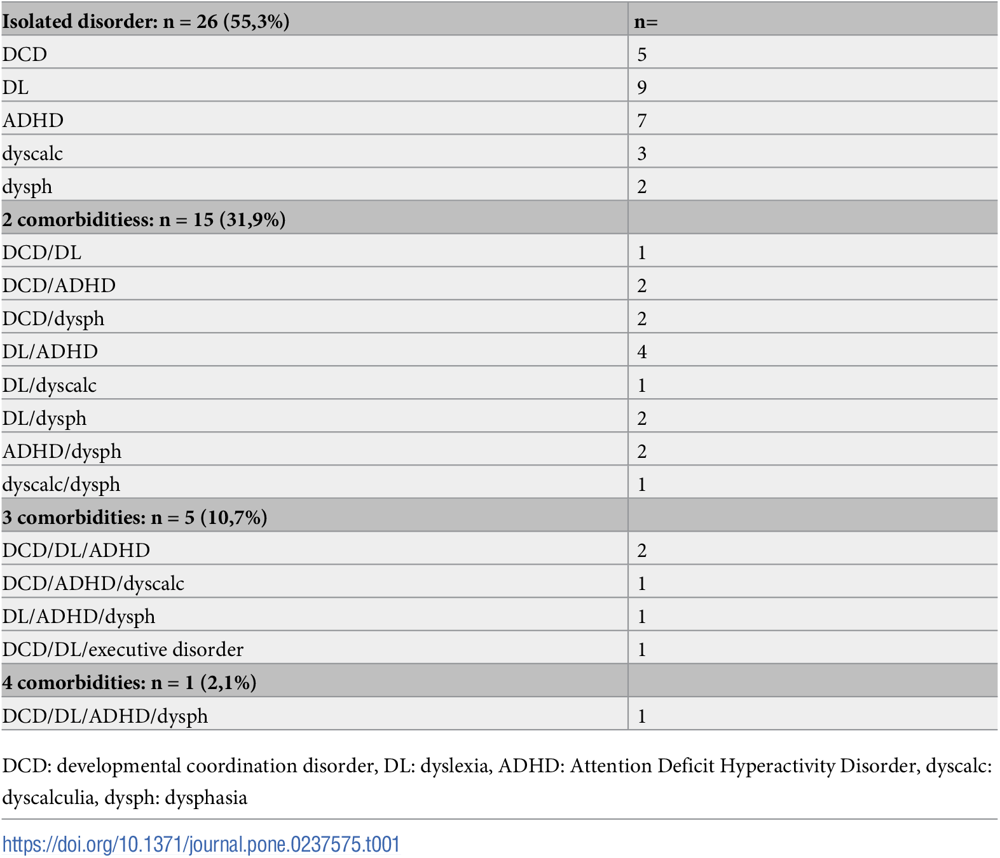 Isolated disorder: n = 26 (55,3%) n=
DCD 5
DL 9
ADHD 7
dyscalc 3
dysph 2
2 comorbiditiess: n = 15 (31,9%)
DCD/DL 1
DCD/ADHD 2
DCD/dysph 2
DL/ADHD 4
DL/dyscalc 1
DL/dysph 2
ADHD/dysph 2
dyscalc/dysph 1
3 comorbidities: n = 5 (10,7%)
DCD/DL/ADHD 2
DCD/ADHD/dyscalc 1
DL/ADHD/dysph 1
DCD/DL/executive disorder 1
4 comorbidities: n = 1 (2,1%)
DCD/DL/ADHD/dysph 1
DCD: developmental coordination disorder, DL: dyslexia, ADHD: Attention Deficit Hyperactivity Disorder, dyscalc:
dyscalculia, dysph: dysphasia
https://doi.org/10.1371/journal.pone.0237575.t001